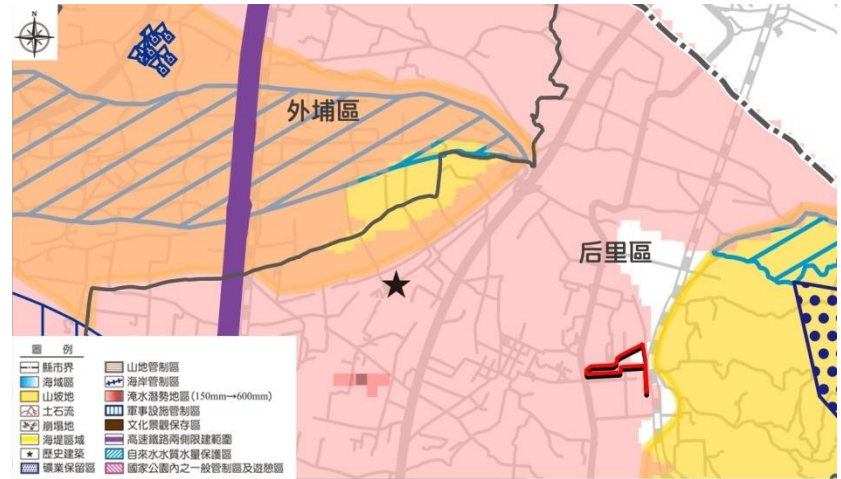 外埔區
后里區
圖 例
縣市界
海域區
山坡地
土石流
崩塌地
海堤區域
歷史建築
礦業保留區
山地管制區
海岸管制區
淹水潛勢地區(150mm→600mm)
軍事設施管制區
文化景觀保存區
高速鐵路兩側限建範圍
自來水水質水量保護區
國家公園內之一般管制區及遊憩區